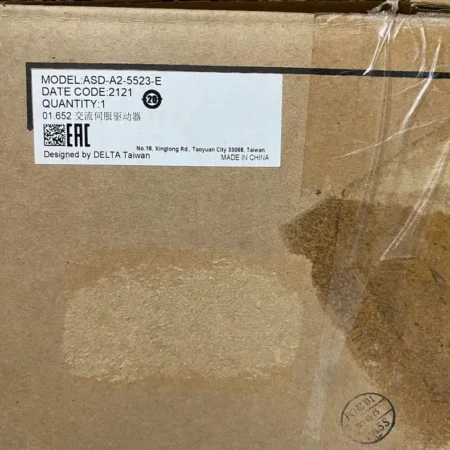 MODEL:ASD-A2-5523-E
DATE CODE:2121
20
QUANTITY:1
01.652 交流伺服驱动器
EAC
No.18, Xinglong Rd., Taoyuan City 33068, Taiwan
Designed by DELTA Taiwan
MADE IN CHINA